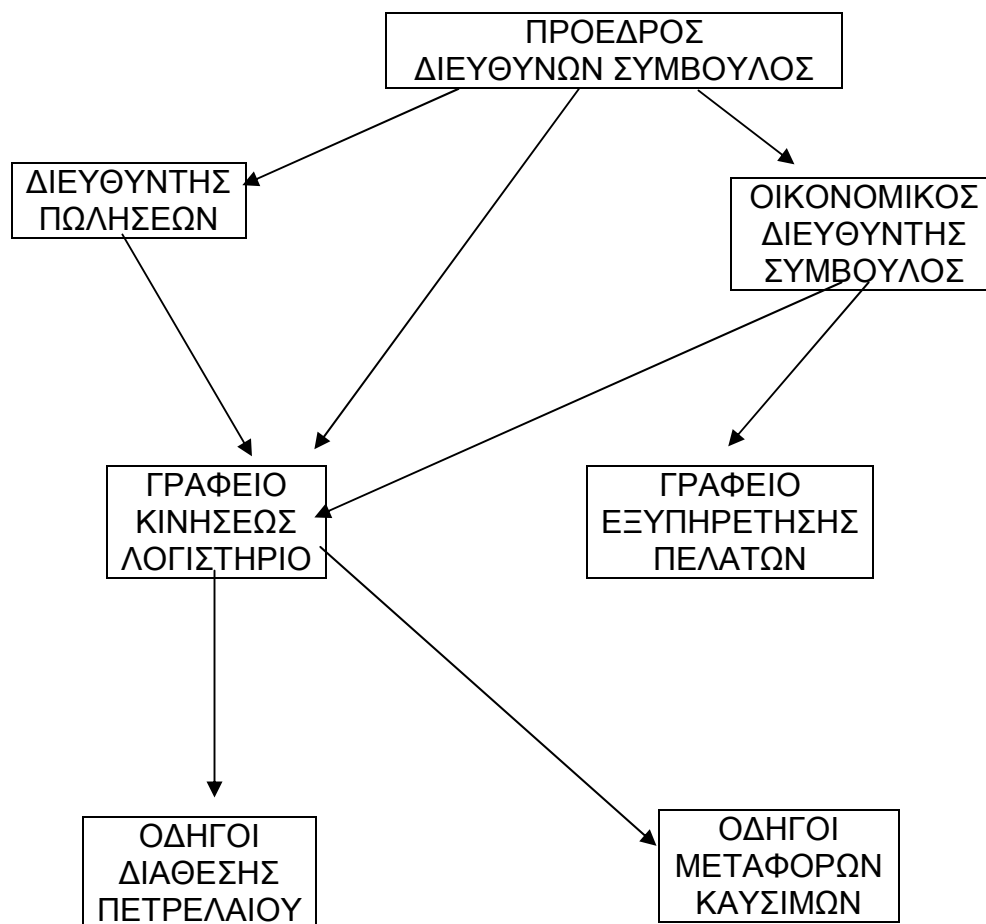 ΠΡΟΕΔΡΟΣ
ΔΙΕΥΘΥΝΩΝ ΣΥΜΒΟΥΛΟΣ
ΔΙΕΥΘΥΝΤΗΣ
ΠΩΛΗΣΕΩΝ
ΟΙΚΟΝΟΜΙΚΟΣ
ΔΙΕΥΘΥΝΤΗΣ
ΣΥΜΒΟΥΛΟΣ
ΓΡΑΦΕΙΟ
ΚΙΝΗΣΕΩΣ
ΛΟΓΙΣΤΗΡΙΟ
ΓΡΑΦΕΙΟ
ΕΞΥΠΗΡΕΤΗΣΗΣ
ΠΕΛΑΤΩΝ
ΟΔΗΓΟΙ
ΔΙΑΘΕΣΗΣ
ΠΕΤΡΕΛΑΙΟΥ
ΟΔΗΓΟΙ
ΜΕΤΑΦΟΡΩΝ
ΚΑΥΣΙΜΩΝ